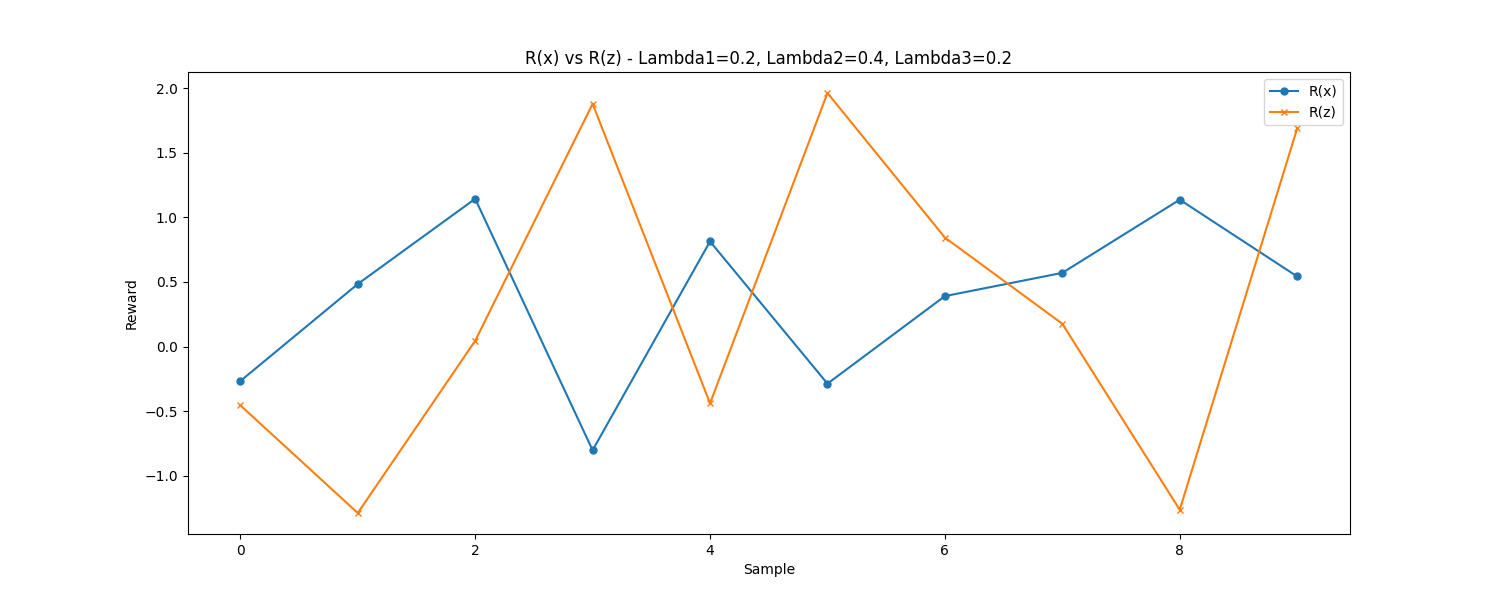 R(x) vs R(z) - Lambda1=0.2, Lambda2=0.4, Lambda3=0.2
R(x)
R(z)
2.0
1.5
1.0
0.5
0.0
−0.5
−1.0
Reward
0 2 4 6 8
Sample